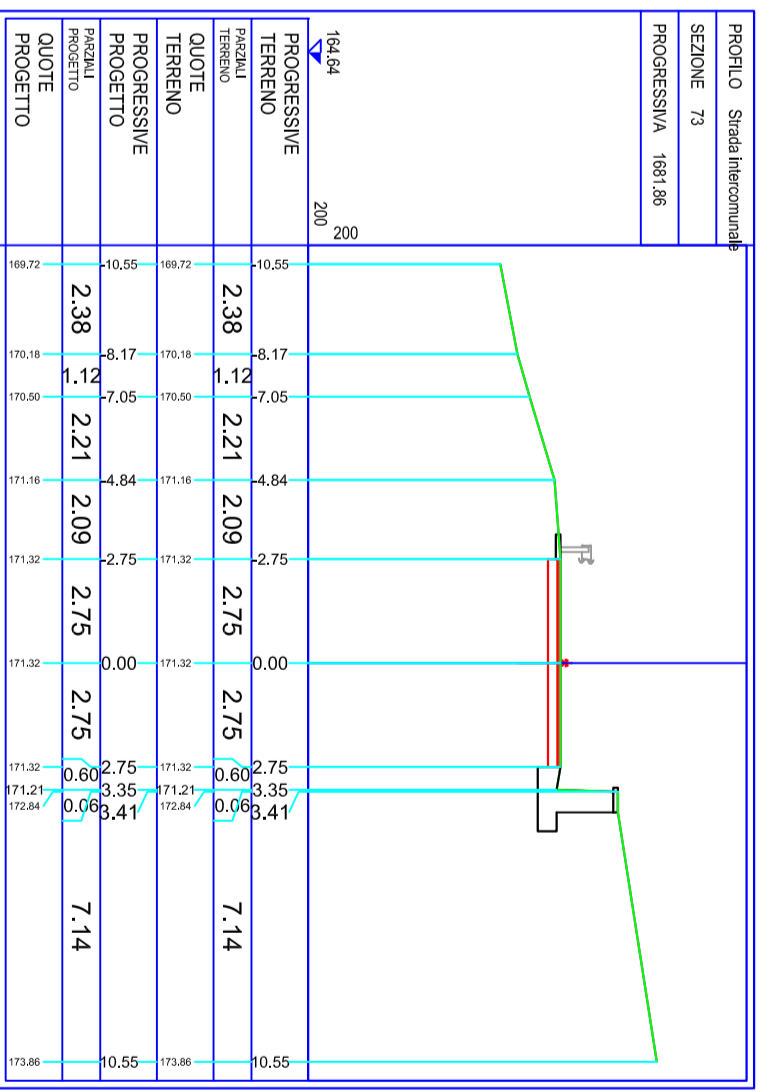 PROFILO Strada intercomunale
SEZIONE 73
PROGRESSIVA 1681.86
200
200
164.64
PROGRESSIVE TERRENO
-10.55 -8.17 -7.05 -4.84 -2.75 0.00 2.75 3.35 3.41 10.55
PARZIALI TERRENO
2.38 1.12 2.21 2.09 2.75 2.75 0.60 0.06 7.14
QUOTE TERRENO
169.72 170.18 170.50 171.16 171.32 171.32 171.32 171.21 172.84 173.86
PROGRESSIVE PROGETTO
-10.55 -8.17 -7.05 -4.84 -2.75 0.00 2.75 3.35 3.41 10.55
PARZIALI PROGETTO
2.38 1.12 2.21 2.09 2.75 2.75 0.60 0.06 7.14
QUOTE PROGETTO
169.72 170.18 170.50 171.16 171.32 171.32 171.32 171.21 172.84 173.86